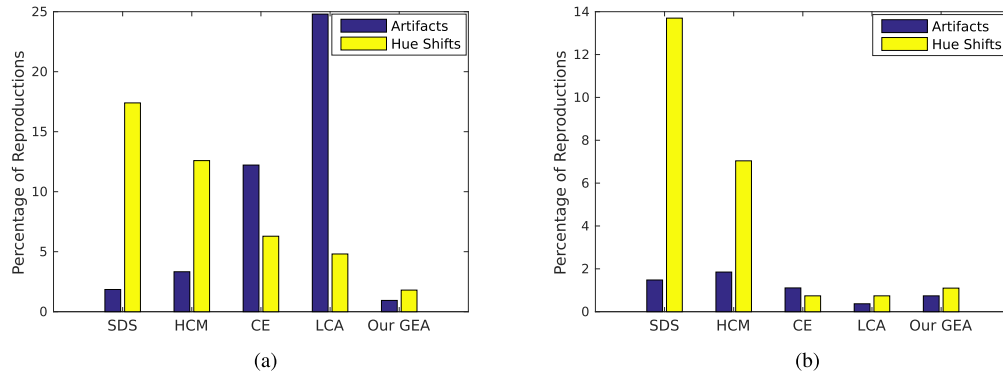 25
20
15
10
5
0
Percentage of Reproductions
Artifacts
Hue Shifts
SDS HCM CE LCA Our GEA
(a)
14
12
10
8
6
4
2
0
Percentage of Reproductions
Artifacts
Hue Shifts
SDS HCM CE LCA Our GEA
(b)